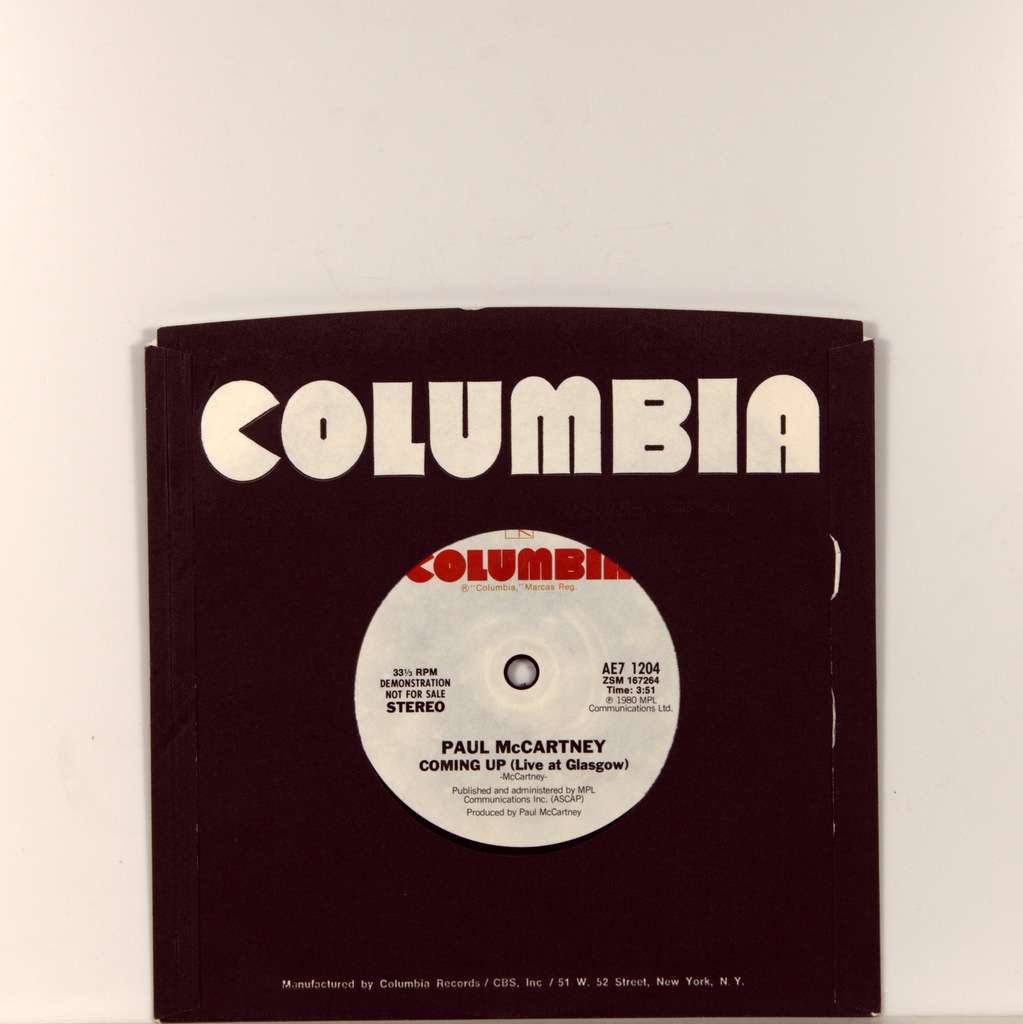 COLUMBIA
COLUMBIA
®"Columbia," Marcas Reg.
33⅓ RPM
DEMONSTRATION
NOT FOR SALE
STEREO
AE7 1204
ZSM 167264
Time: 3:51
℗ 1980 MPL
Communications Ltd.
PAUL McCARTNEY
COMING UP (Live at Glasgow)
-McCartney-
Published and administered by MPL
Communications Inc. (ASCAP)
Produced by Paul McCartney
Manufactured by Columbia Records / CBS, Inc / 51 W. 52 Street, New York, N.Y.